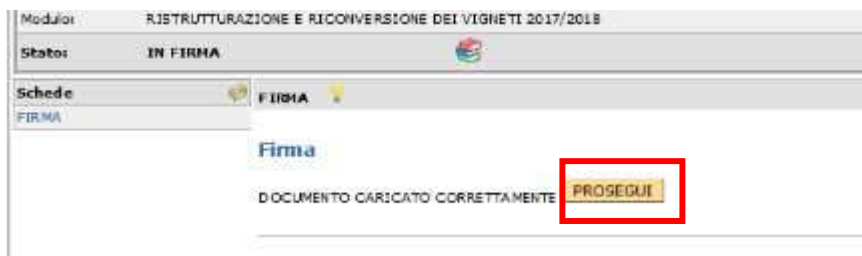 Modulo: RISTRUTTURAZIONE E RICONVERSIONE DEI VIGNETI 2017/2018
Stato: IN FIRMA
Schede
FIRMA
FIRMA
Firma
DOCUMENTO CARICATO CORRETTAMENTE PROSEGUI